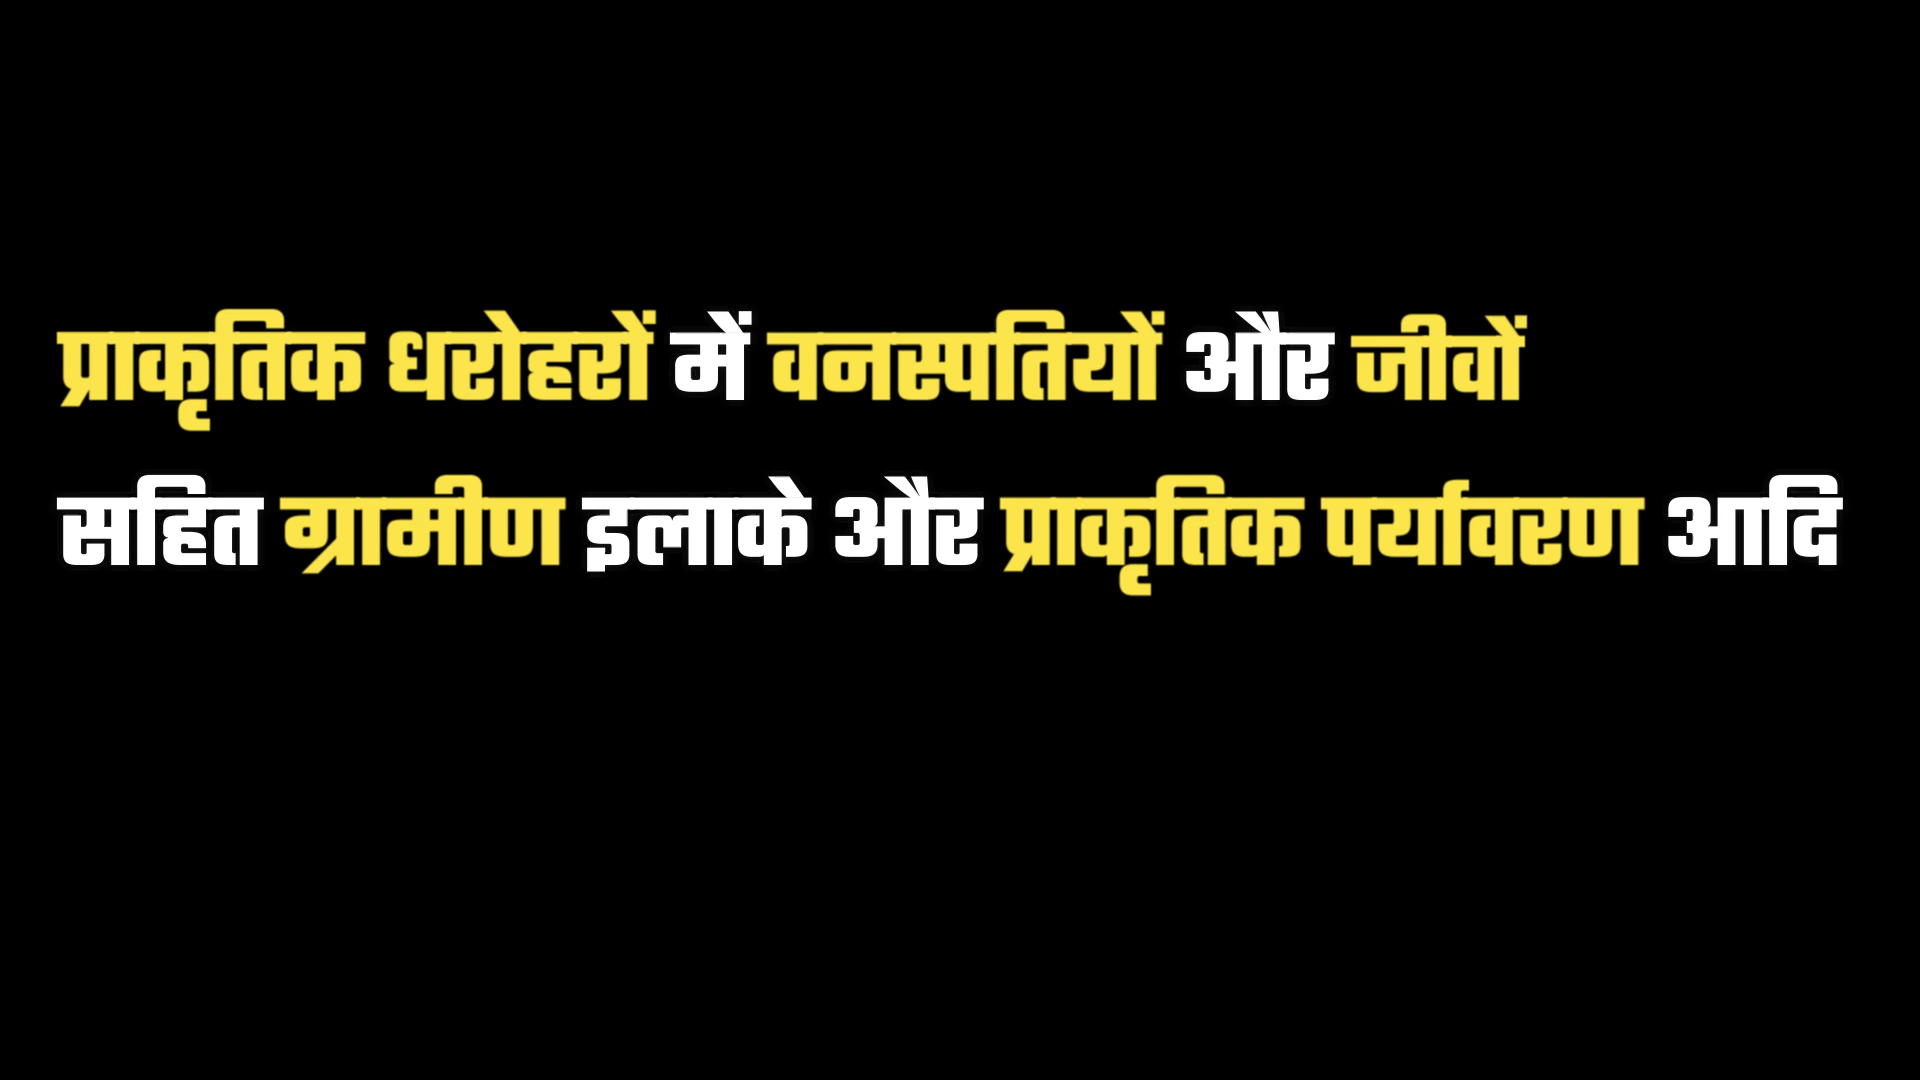 प्राकृतिक धरोहरों में वनस्पतियों और जीवों
सहित ग्रामीण इलाके और प्राकृतिक पर्यावरण आदि